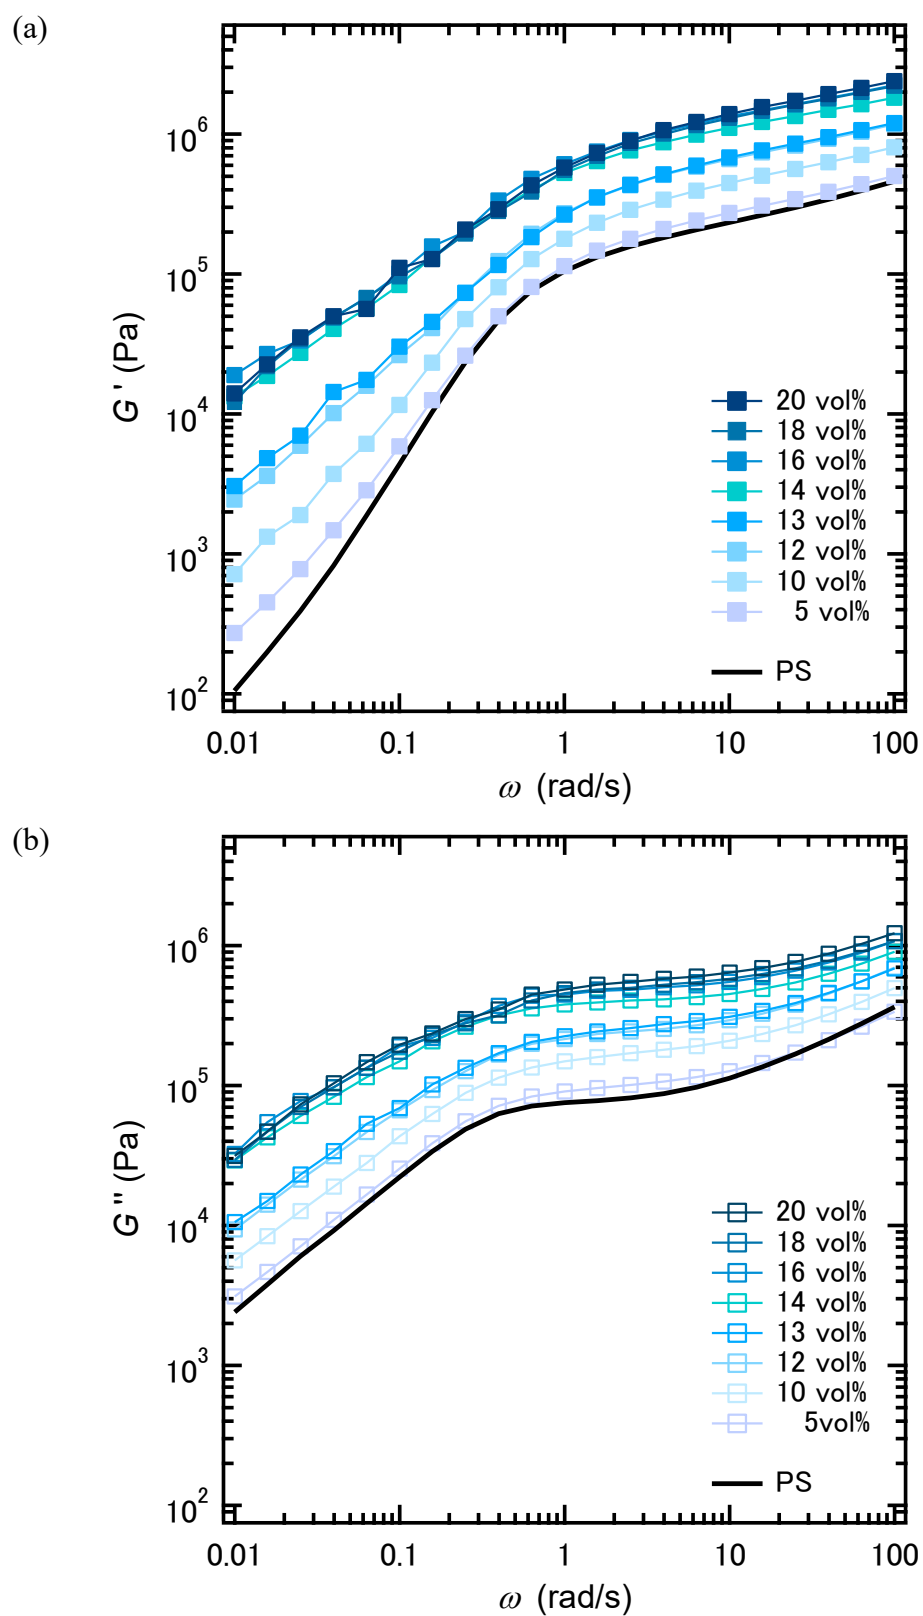 (a)
10^6
10^5
10^4
10^3
10^2
G ' (Pa)
20 vol%
18 vol%
16 vol%
14 vol%
13 vol%
12 vol%
10 vol%
5 vol%
PS
0.01 0.1 1 10 100
ω (rad/s)
(b)
10^6
10^5
10^4
10^3
10^2
G " (Pa)
20 vol%
18 vol%
16 vol%
14 vol%
13 vol%
12 vol%
10 vol%
5vol%
PS
0.01 0.1 1 10 100
ω (rad/s)